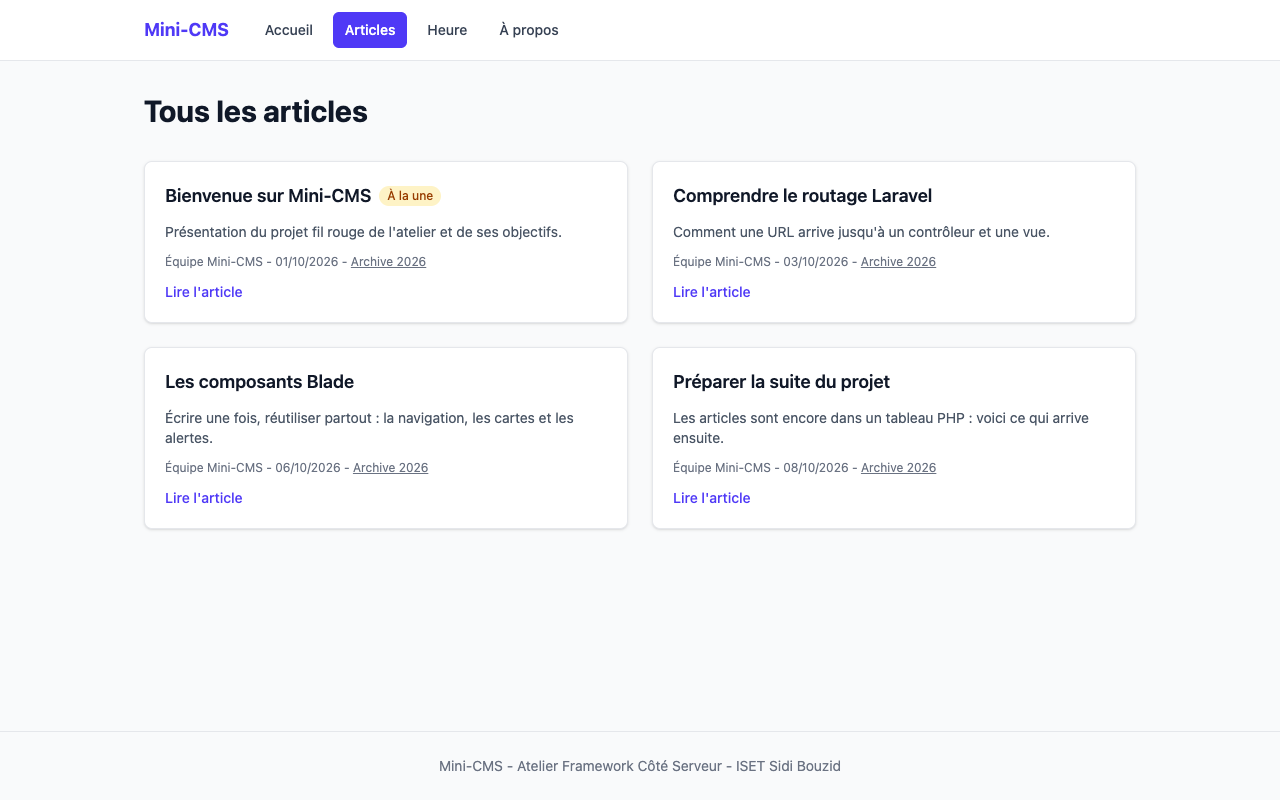 Mini-CMS Accueil Articles Heure À propos
Tous les articles
Bienvenue sur Mini-CMS À la une
Présentation du projet fil rouge de l'atelier et de ses objectifs.
Équipe Mini-CMS - 01/10/2026 - Archive 2026
Lire l'article
Comprendre le routage Laravel
Comment une URL arrive jusqu'à un contrôleur et une vue.
Équipe Mini-CMS - 03/10/2026 - Archive 2026
Lire l'article
Les composants Blade
Écrire une fois, réutiliser partout : la navigation, les cartes et les
alertes.
Équipe Mini-CMS - 06/10/2026 - Archive 2026
Lire l'article
Préparer la suite du projet
Les articles sont encore dans un tableau PHP : voici ce qui arrive
ensuite.
Équipe Mini-CMS - 08/10/2026 - Archive 2026
Lire l'article
Mini-CMS - Atelier Framework Côté Serveur - ISET Sidi Bouzid